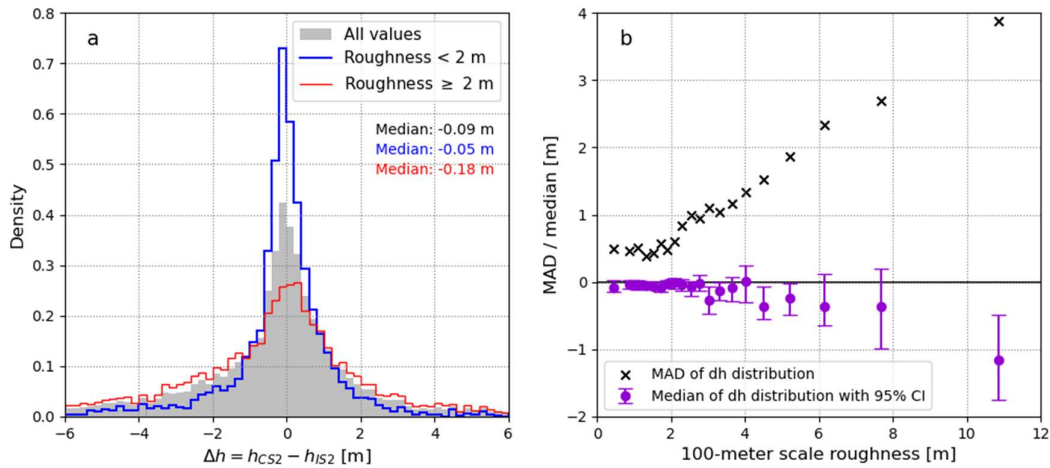 a
All values
Roughness < 2 m
Roughness ≥ 2 m
Median: -0.09 m
Median: -0.05 m
Median: -0.18 m
Density
0.8
0.7
0.6
0.5
0.4
0.3
0.2
0.1
0.0
−6 −4 −2 0 2 4 6
Δh = hCS2 − hIS2 [m]
b
MAD / median [m]
4
3
2
1
0
−1
−2
MAD of dh distribution
Median of dh distribution with 95% CI
0 2 4 6 8 10 12
100-meter scale roughness [m]